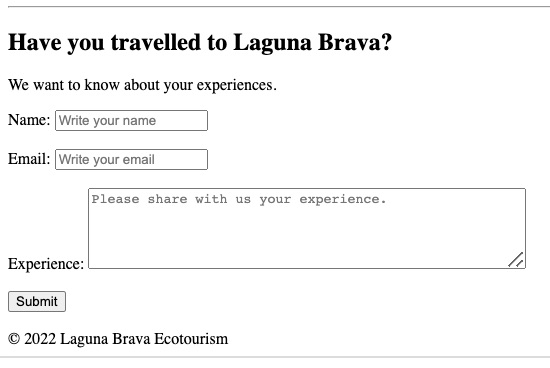 Have you travelled to Laguna Brava?
We want to know about your experiences.
Name: Write your name
Email: Write your email
Please share with us your experience.
Experience:
Submit
© 2022 Laguna Brava Ecotourism